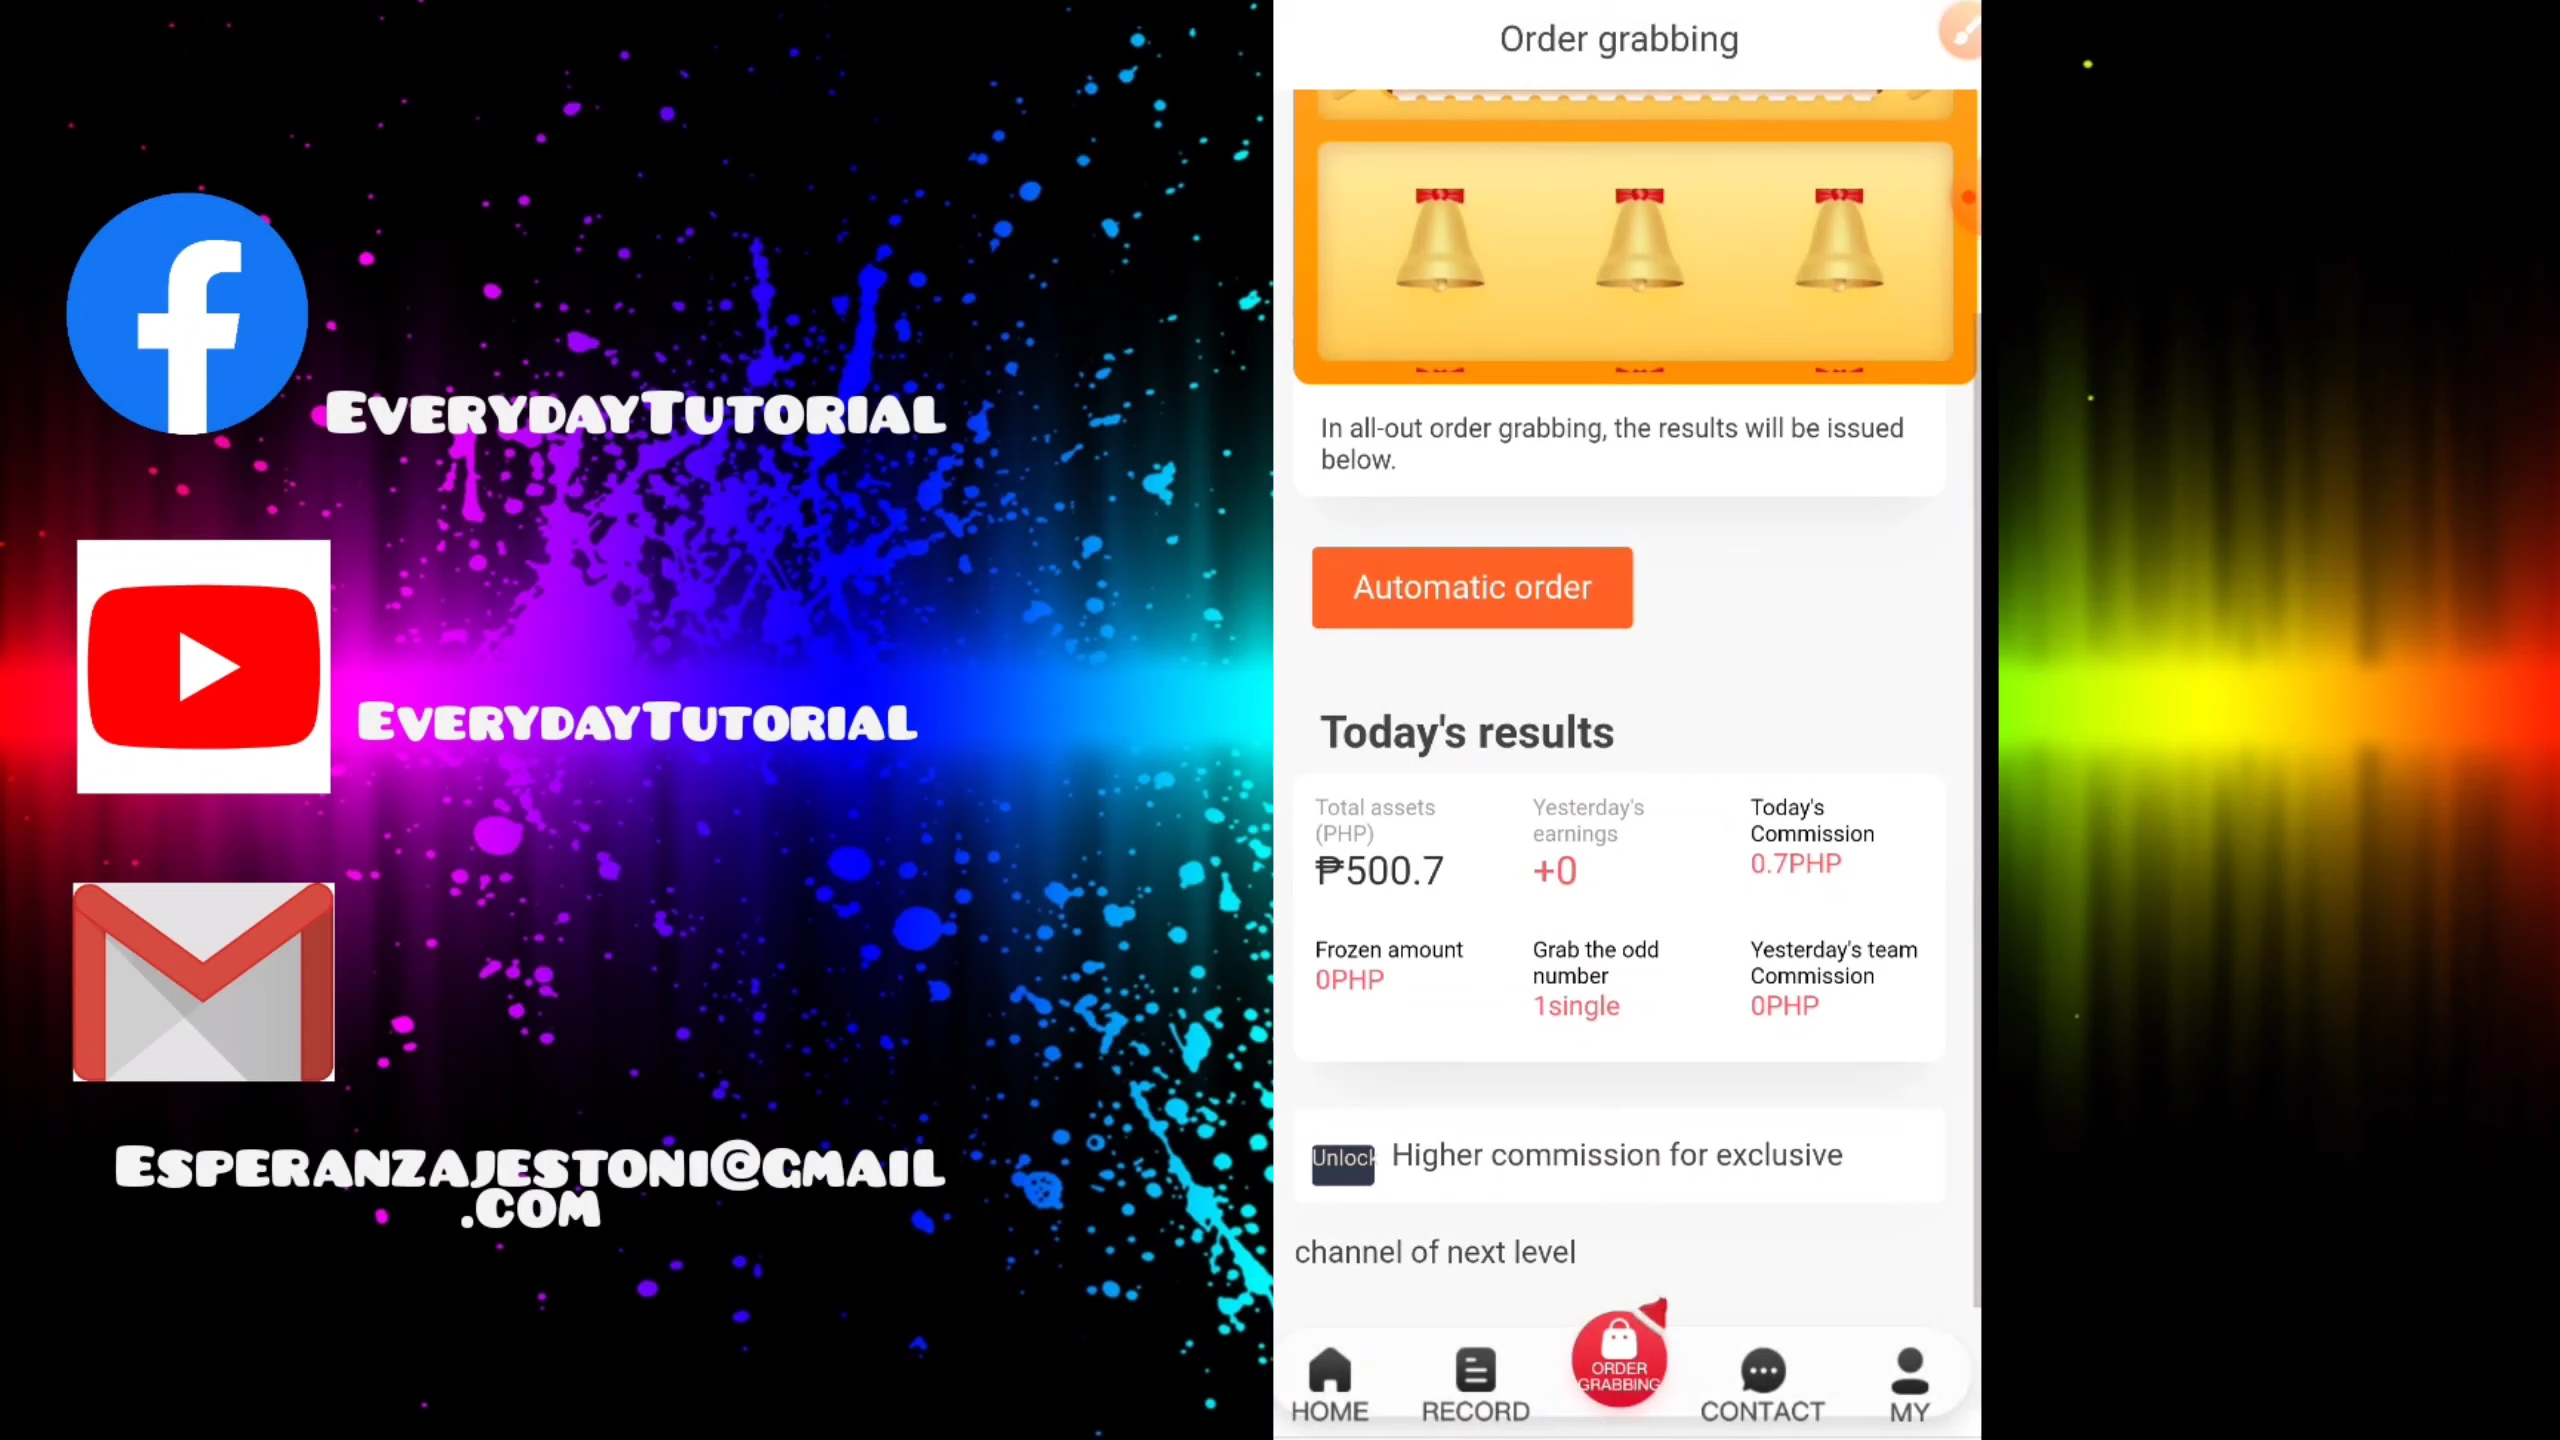 EverydayTutorial
EverydayTutorial
Esperanzajestoni@gmail
.com
Order grabbing
In all-out order grabbing, the results will be issued
below.
Automatic order
Today's results
Total assets
(PHP)
₱500.7
Yesterday's
earnings
+0
Today's
Commission
0.7PHP
Frozen amount
0PHP
Grab the odd
number
1single
Yesterday's team
Commission
0PHP
Unlock Higher commission for exclusive
channel of next level
HOME
RECORD
ORDER
GRABBING
CONTACT
MY